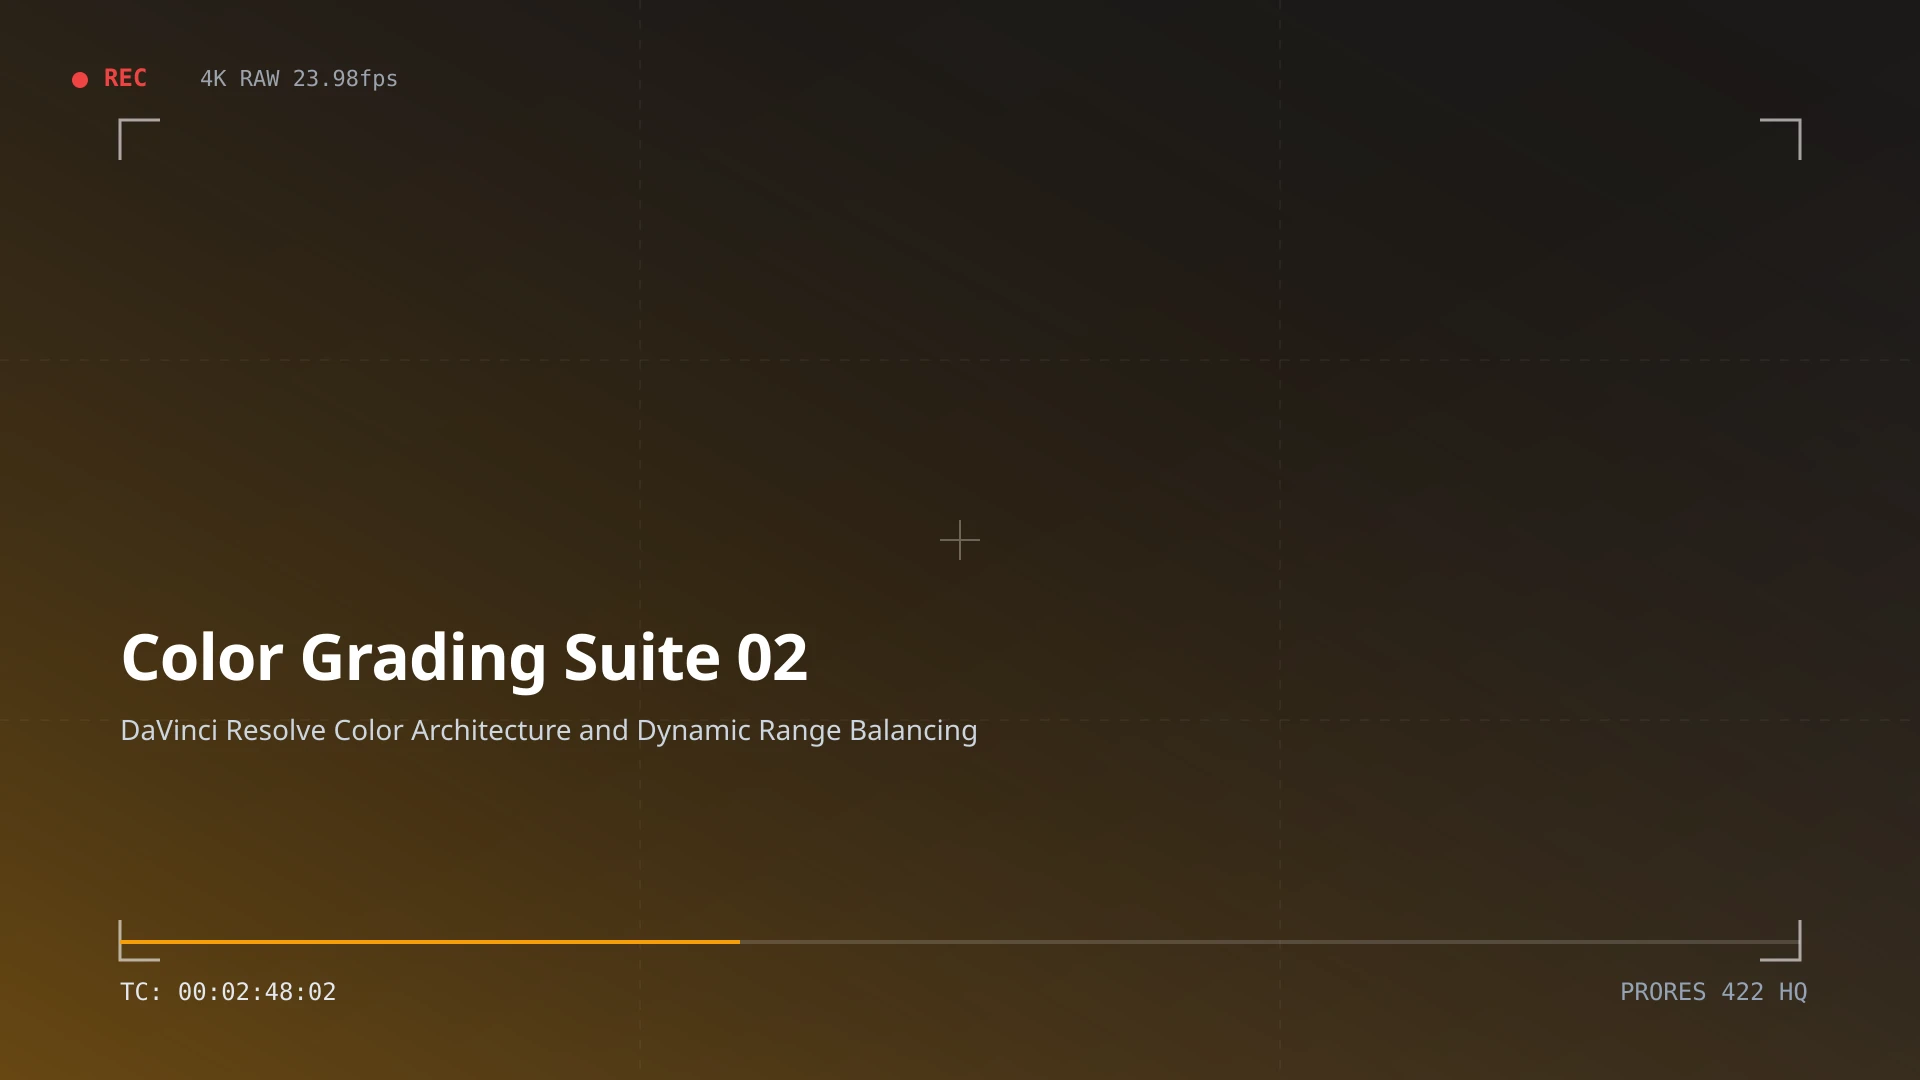 REC 4K RAW 23.98fps
Color Grading Suite 02
DaVinci Resolve Color Architecture and Dynamic Range Balancing
TC: 00:02:48:02 PRORES 422 HQ